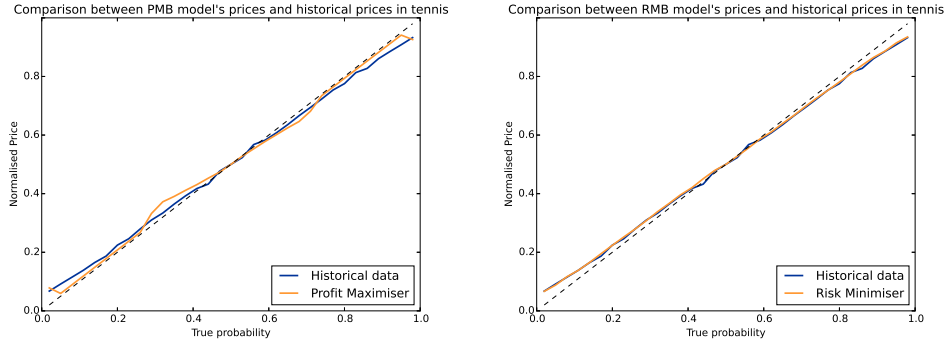 Comparison between PMB model's prices and historical prices in tennis
Normalised Price
0.8
0.6
0.4
0.2
0.0
0.0 0.2 0.4 0.6 0.8 1.0
True probability
Historical data
Profit Maximiser
Comparison between RMB model's prices and historical prices in tennis
Normalised Price
0.8
0.6
0.4
0.2
0.0
0.0 0.2 0.4 0.6 0.8 1.0
True probability
Historical data
Risk Minimiser